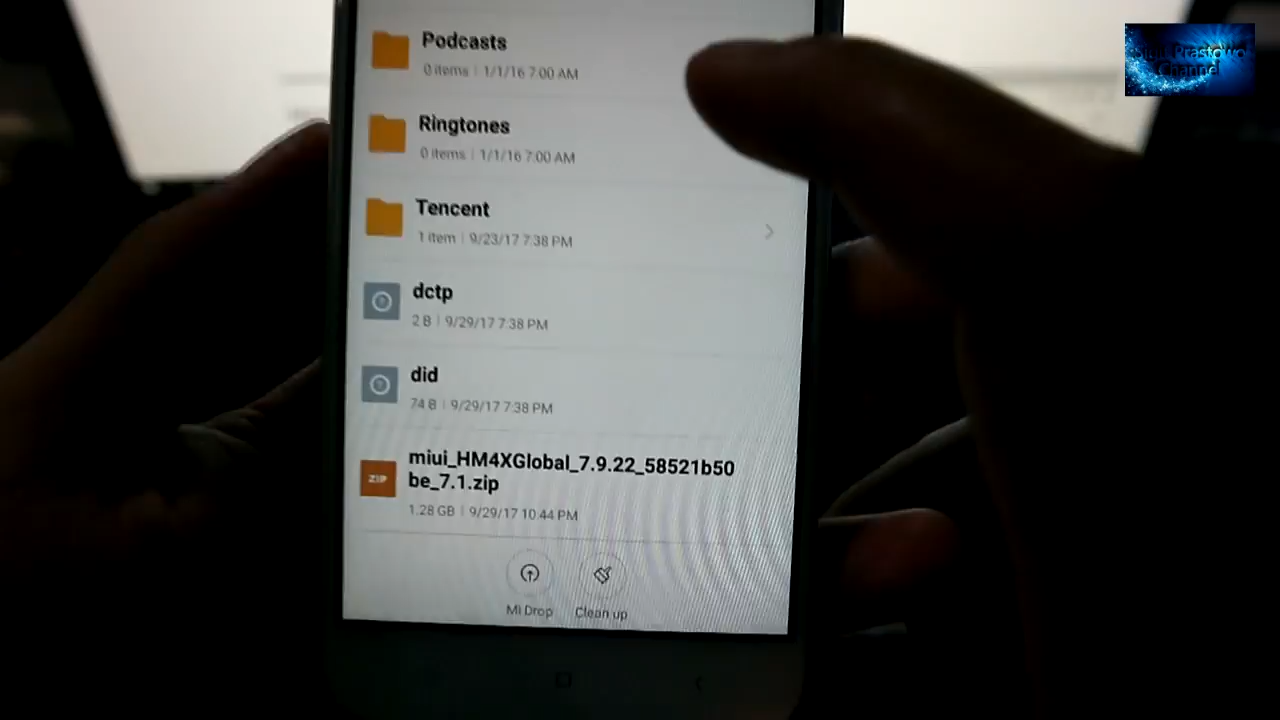 Podcasts
0 items | 1/1/16 7:00 AM
Ringtones
0 items | 1/1/16 7:00 AM
Tencent
1 item | 9/23/17 7:38 PM
dctp
2 B | 9/29/17 7:38 PM
did
74 B | 9/29/17 7:38 PM
miui_HM4XGlobal_7.9.22_58521b50
be_7.1.zip
ZIP
1.28 GB | 9/29/17 10:44 PM
Mi Drop
Clean up
Prastowo
Channel